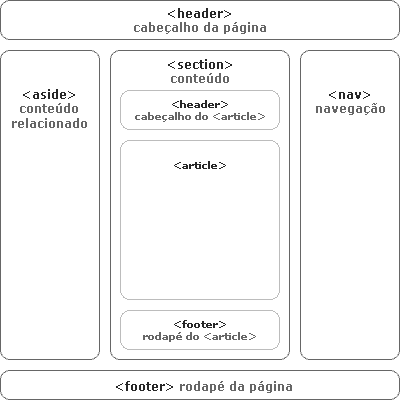 <header>
cabeçalho da página
<aside>
conteúdo
relacionado
<section>
conteúdo
<header>
cabeçalho do <article>
<article>
<footer>
rodapé do <article>
<nav>
navegação
<footer> rodapé da página